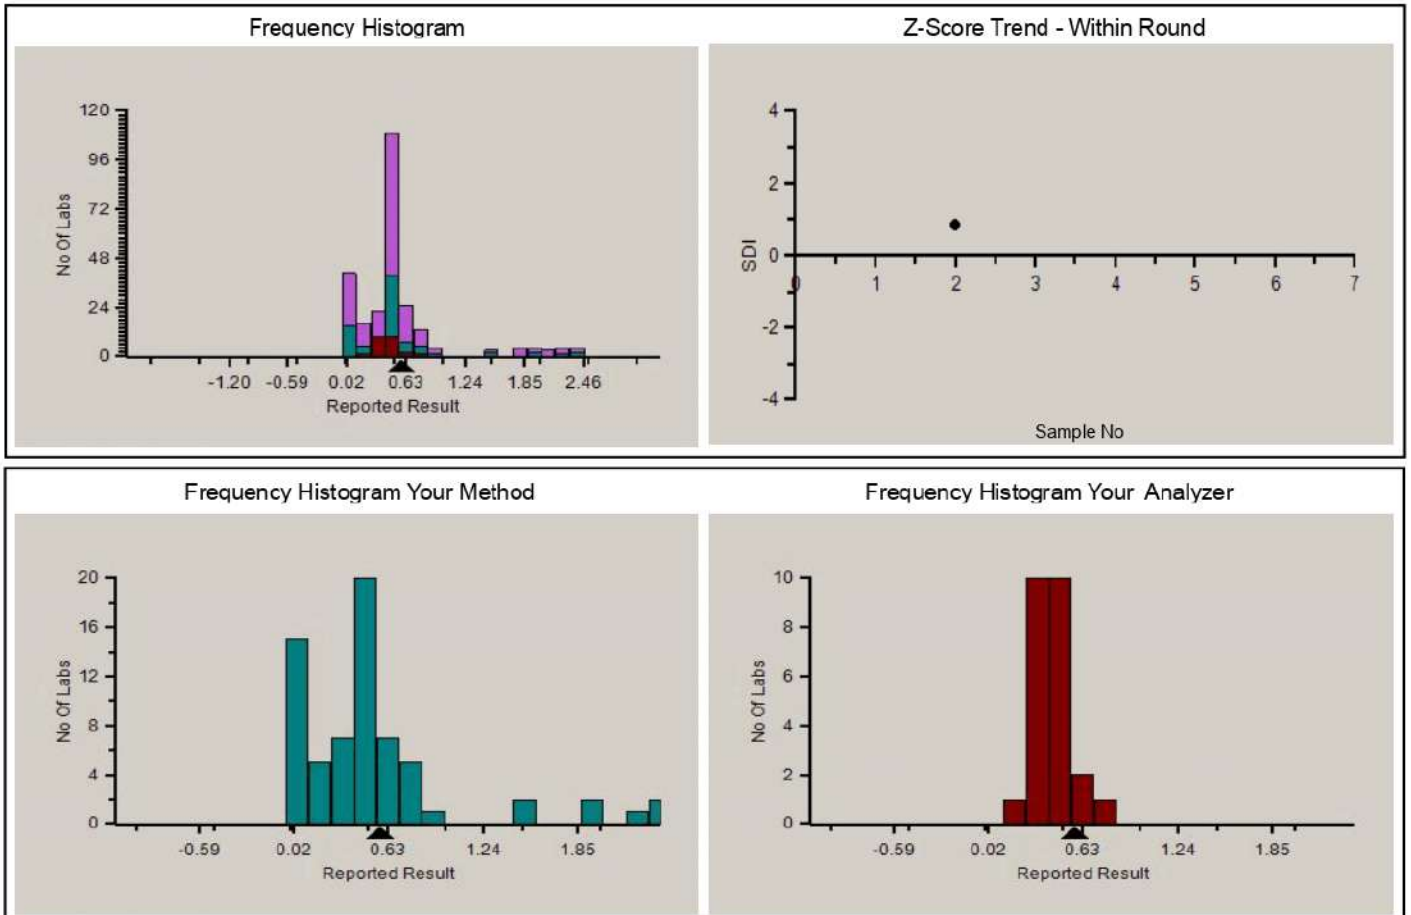 Frequency Histogram
120
96
72
48
24
0
No Of Labs
-1.20 -0.59 0.02 0.63 1.24 1.85 2.46
Reported Result
Z-Score Trend - Within Round
4
2
0
-2
-4
SDI
0 1 2 3 4 5 6 7
Sample No
Frequency Histogram Your Method
20
16
12
8
4
0
No Of Labs
-0.59 0.02 0.63 1.24 1.85
Reported Result
Frequency Histogram Your Analyzer
10
8
6
4
2
0
No Of Labs
-0.59 0.02 0.63 1.24 1.85
Reported Result